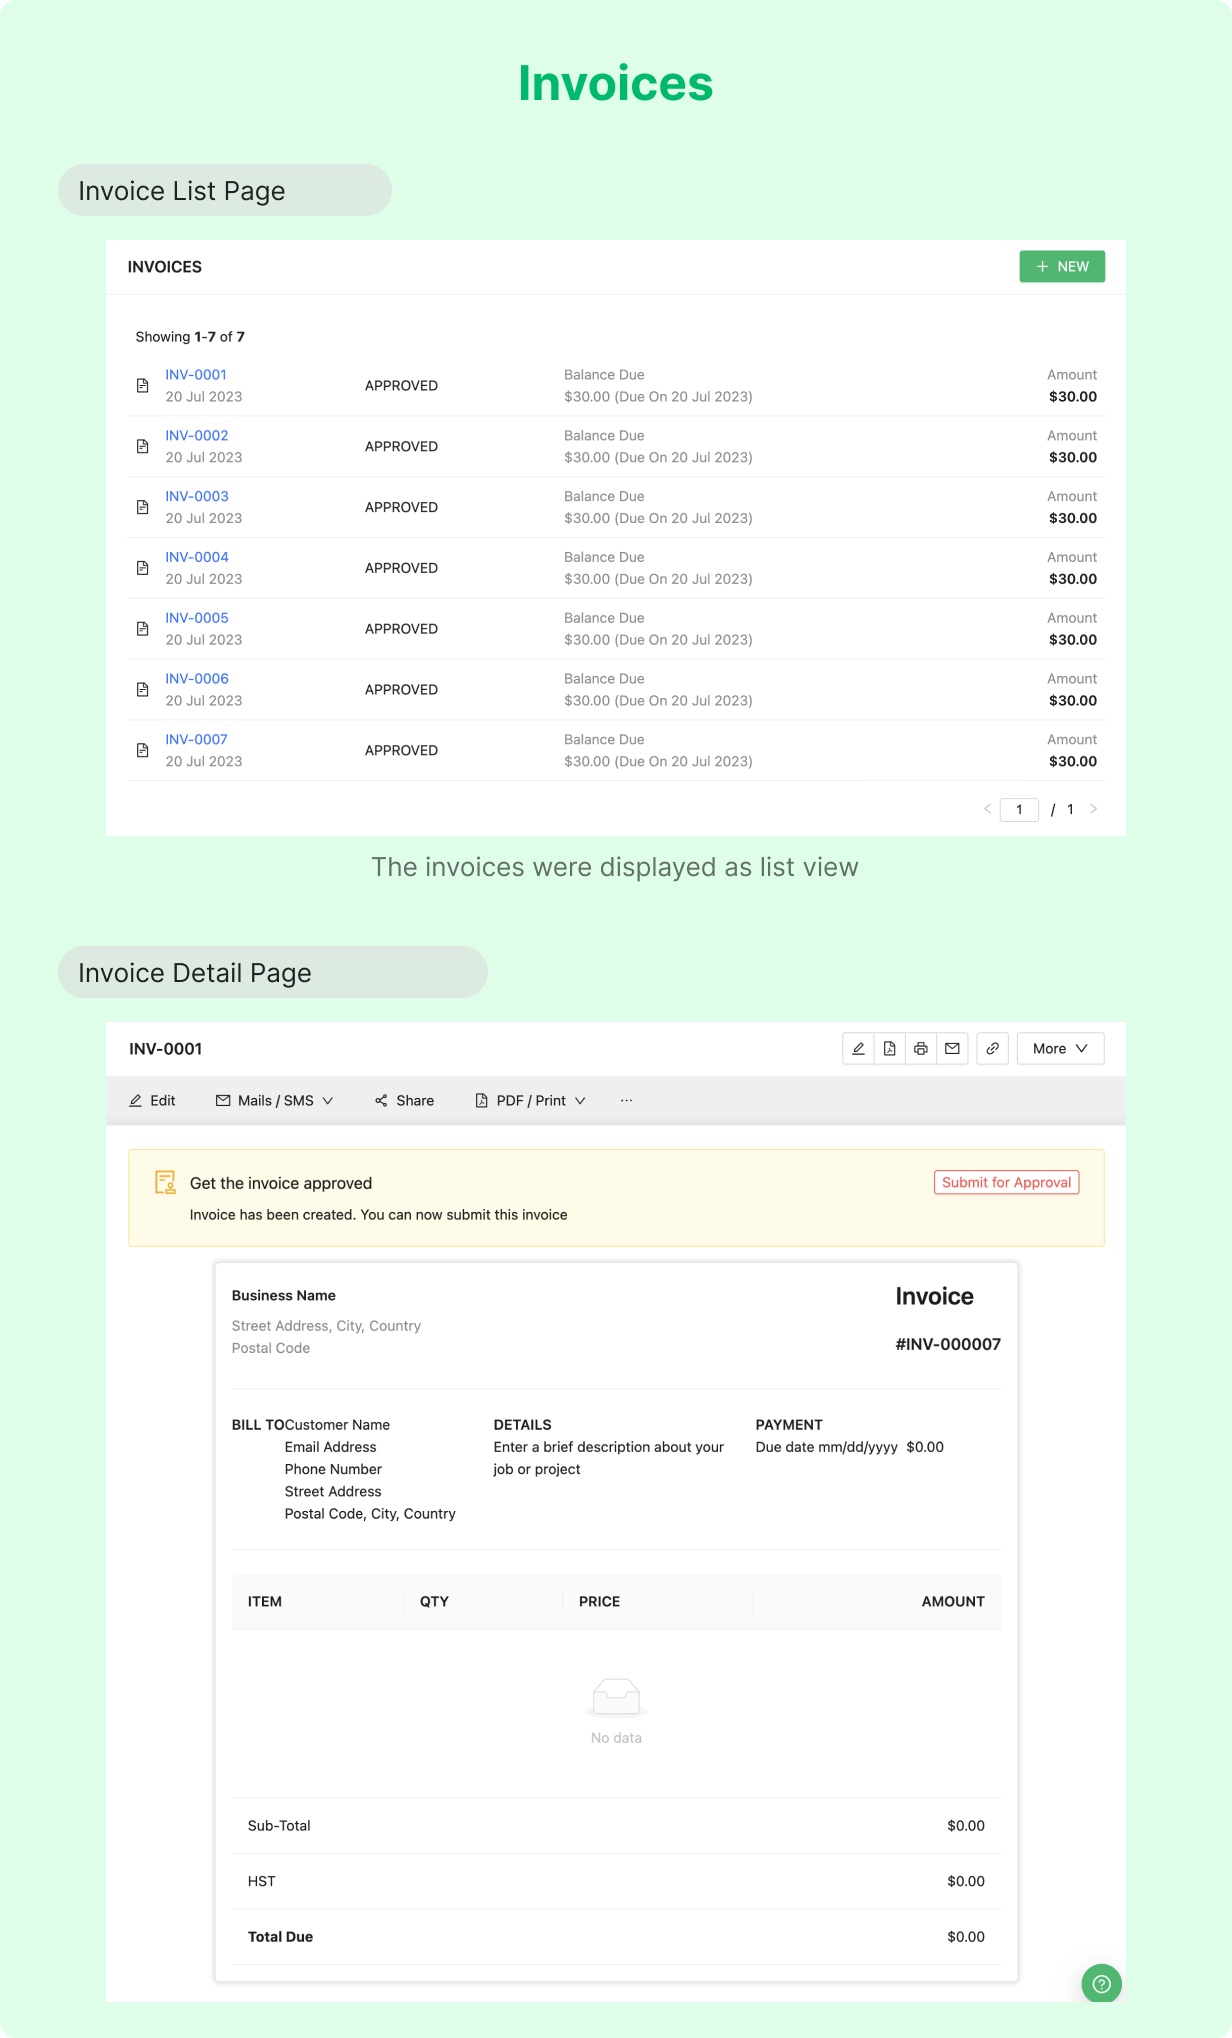 Invoices
Invoice List Page
INVOICES
+ NEW
Showing 1-7 of 7
INV-0001 APPROVED Balance Due Amount
20 Jul 2023 $30.00 (Due On 20 Jul 2023) $30.00
INV-0002 APPROVED Balance Due Amount
20 Jul 2023 $30.00 (Due On 20 Jul 2023) $30.00
INV-0003 APPROVED Balance Due Amount
20 Jul 2023 $30.00 (Due On 20 Jul 2023) $30.00
INV-0004 APPROVED Balance Due Amount
20 Jul 2023 $30.00 (Due On 20 Jul 2023) $30.00
INV-0005 APPROVED Balance Due Amount
20 Jul 2023 $30.00 (Due On 20 Jul 2023) $30.00
INV-0006 APPROVED Balance Due Amount
20 Jul 2023 $30.00 (Due On 20 Jul 2023) $30.00
INV-0007 APPROVED Balance Due Amount
20 Jul 2023 $30.00 (Due On 20 Jul 2023) $30.00
< 1 / 1 >
The invoices were displayed as list view
Invoice Detail Page
INV-0001 More
Edit Mails / SMS Share PDF / Print ···
Get the invoice approved Submit for Approval
Invoice has been created. You can now submit this invoice
Business Name Invoice
Street Address, City, Country
Postal Code #INV-000007
BILL TO Customer Name
Email Address
Phone Number
Street Address
Postal Code, City, Country
DETAILS
Enter a brief description about your
job or project
PAYMENT
Due date mm/dd/yyyy $0.00
ITEM QTY PRICE AMOUNT
No data
Sub-Total $0.00
HST $0.00
Total Due $0.00
?